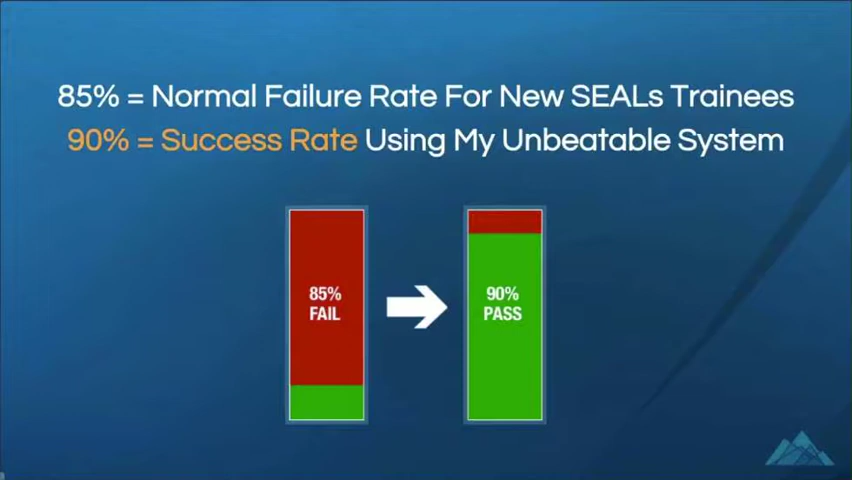 85% = Normal Failure Rate For New SEALs Trainees
90% = Success Rate Using My Unbeatable System
85%
FAIL
90%
PASS